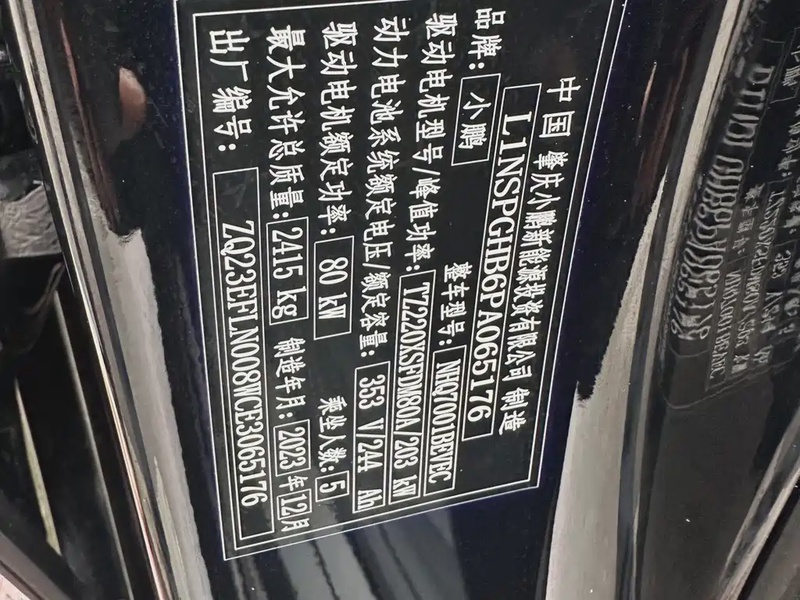 中国 肇庆小鹏新能源投资有限公司 制造
L1NSPGHB6PA065176
品牌: 小鹏 整车型号: NHQ7001BEVEC
驱动电机型号/峰值功率: TZ220XSFDM80A 203 kW
动力电池系统额定电压/额定容量: 353 V/244 Ah
驱动电机额定功率: 80 kW 乘坐人数: 5
最大允许总质量: 2415 kg 制造年月: 2023 年 12月
出厂编号: ZQ23EFLN008WCE3065176